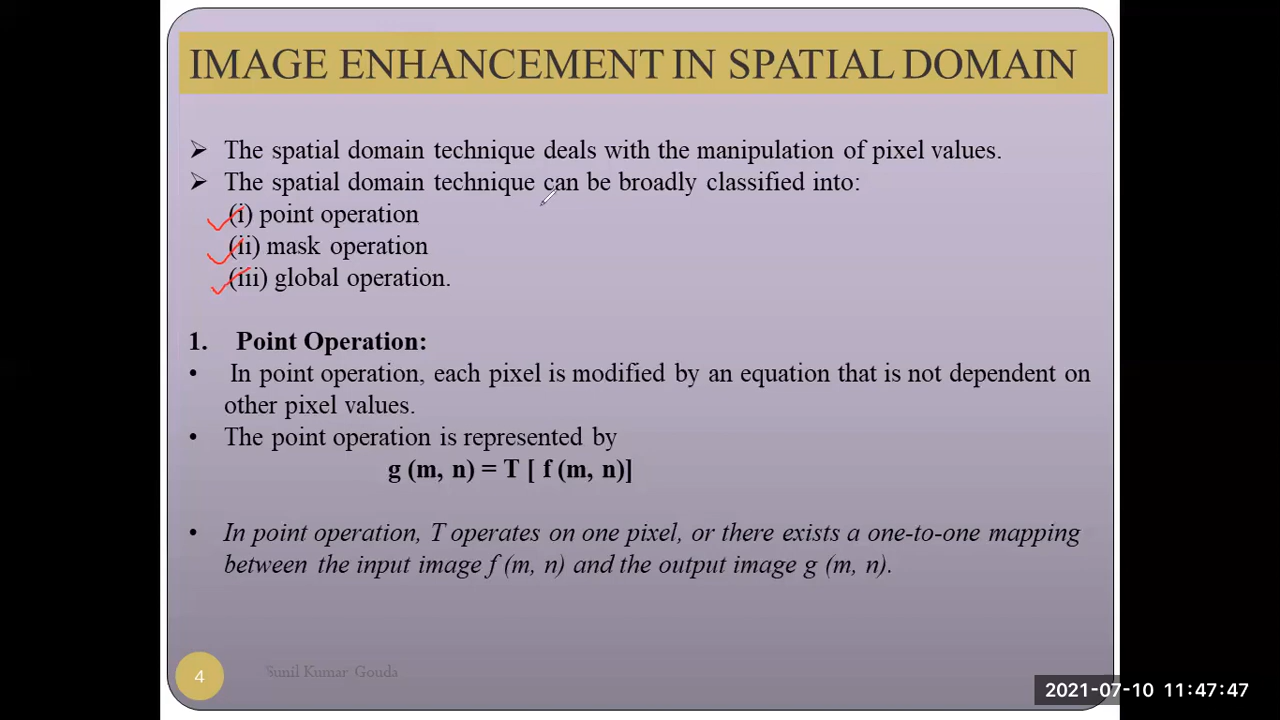 IMAGE ENHANCEMENT IN SPATIAL DOMAIN
➢ The spatial domain technique deals with the manipulation of pixel values.
➢ The spatial domain technique can be broadly classified into:
(i) point operation
(ii) mask operation
(iii) global operation.
1. Point Operation:
• In point operation, each pixel is modified by an equation that is not dependent on
other pixel values.
• The point operation is represented by
g (m, n) = T [ f (m, n)]
• In point operation, T operates on one pixel, or there exists a one-to-one mapping
between the input image f (m, n) and the output image g (m, n).
4
Sunil Kumar Gouda
2021-07-10 11:47:47